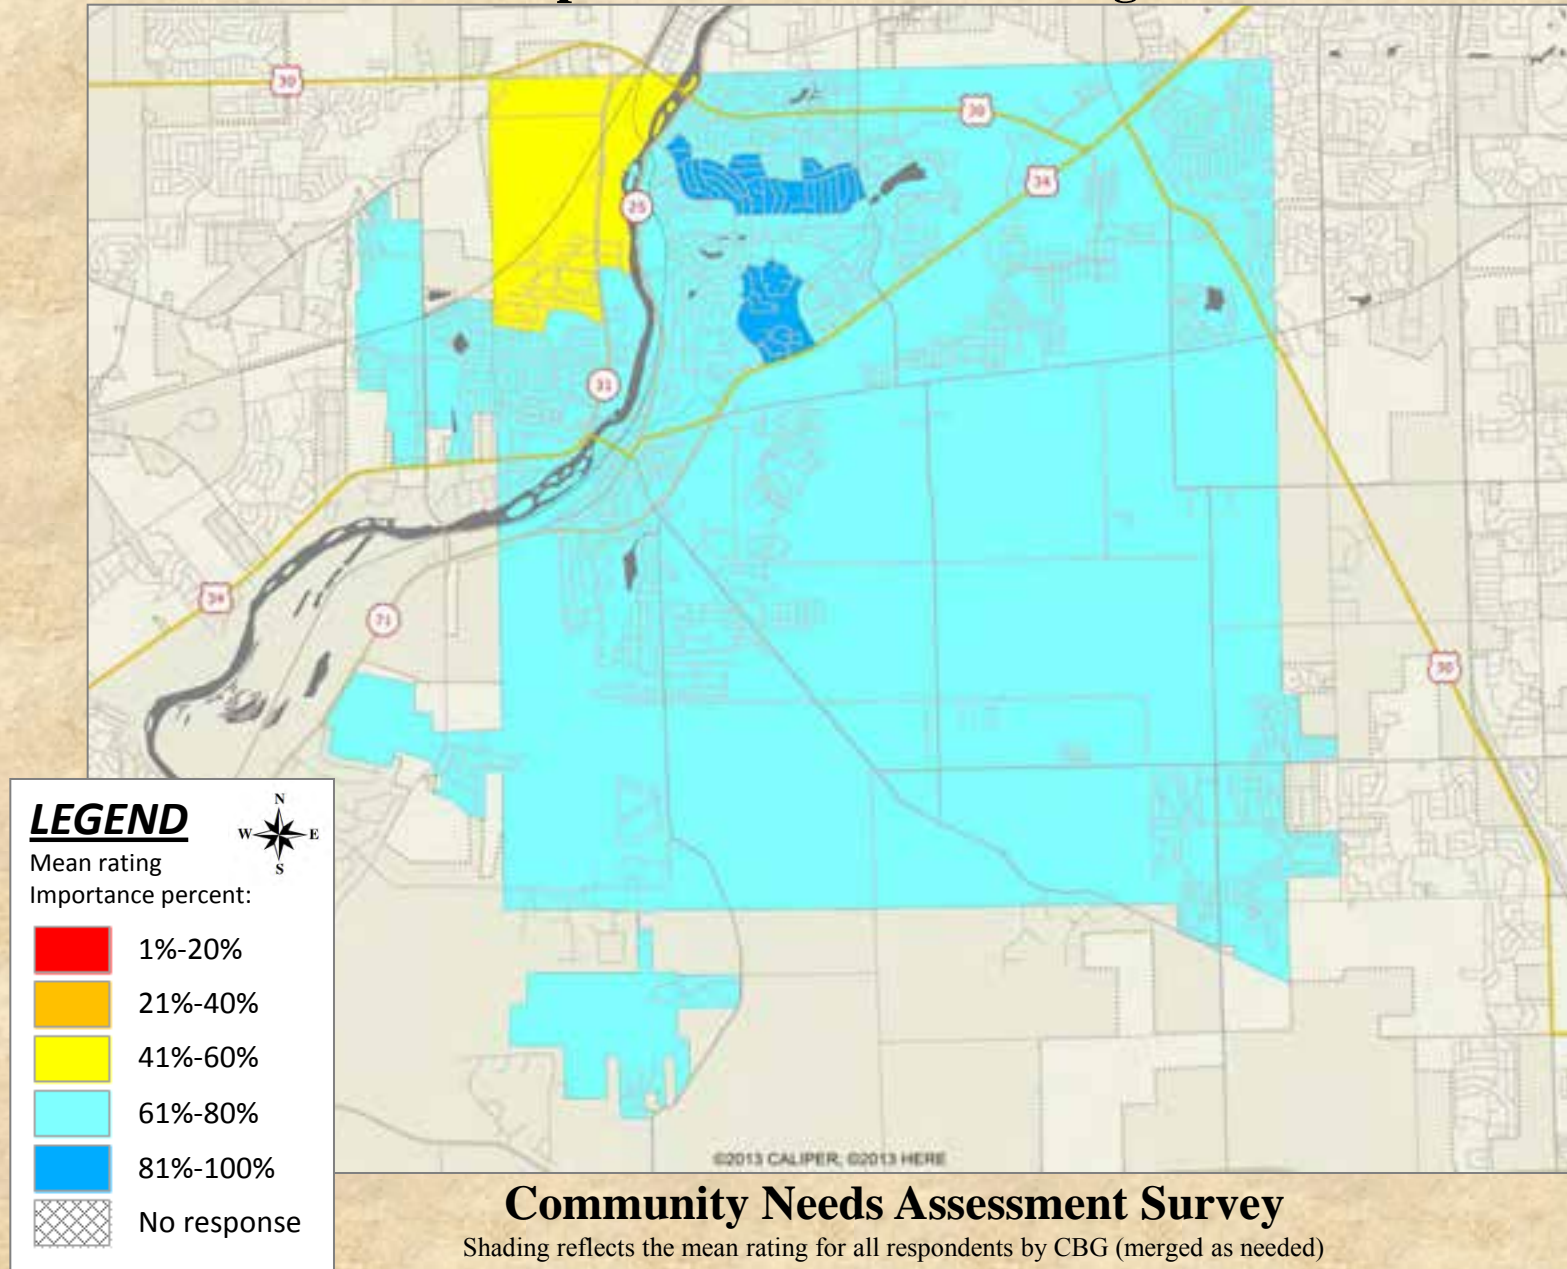 30
30
34
25
31
34
71
30
LEGEND
N
W E
S
Mean rating
Importance percent:
1%-20%
21%-40%
41%-60%
61%-80%
81%-100%
No response
©2013 CALIPER, ©2013 HERE
Community Needs Assessment Survey
Shading reflects the mean rating for all respondents by CBG (merged as needed)